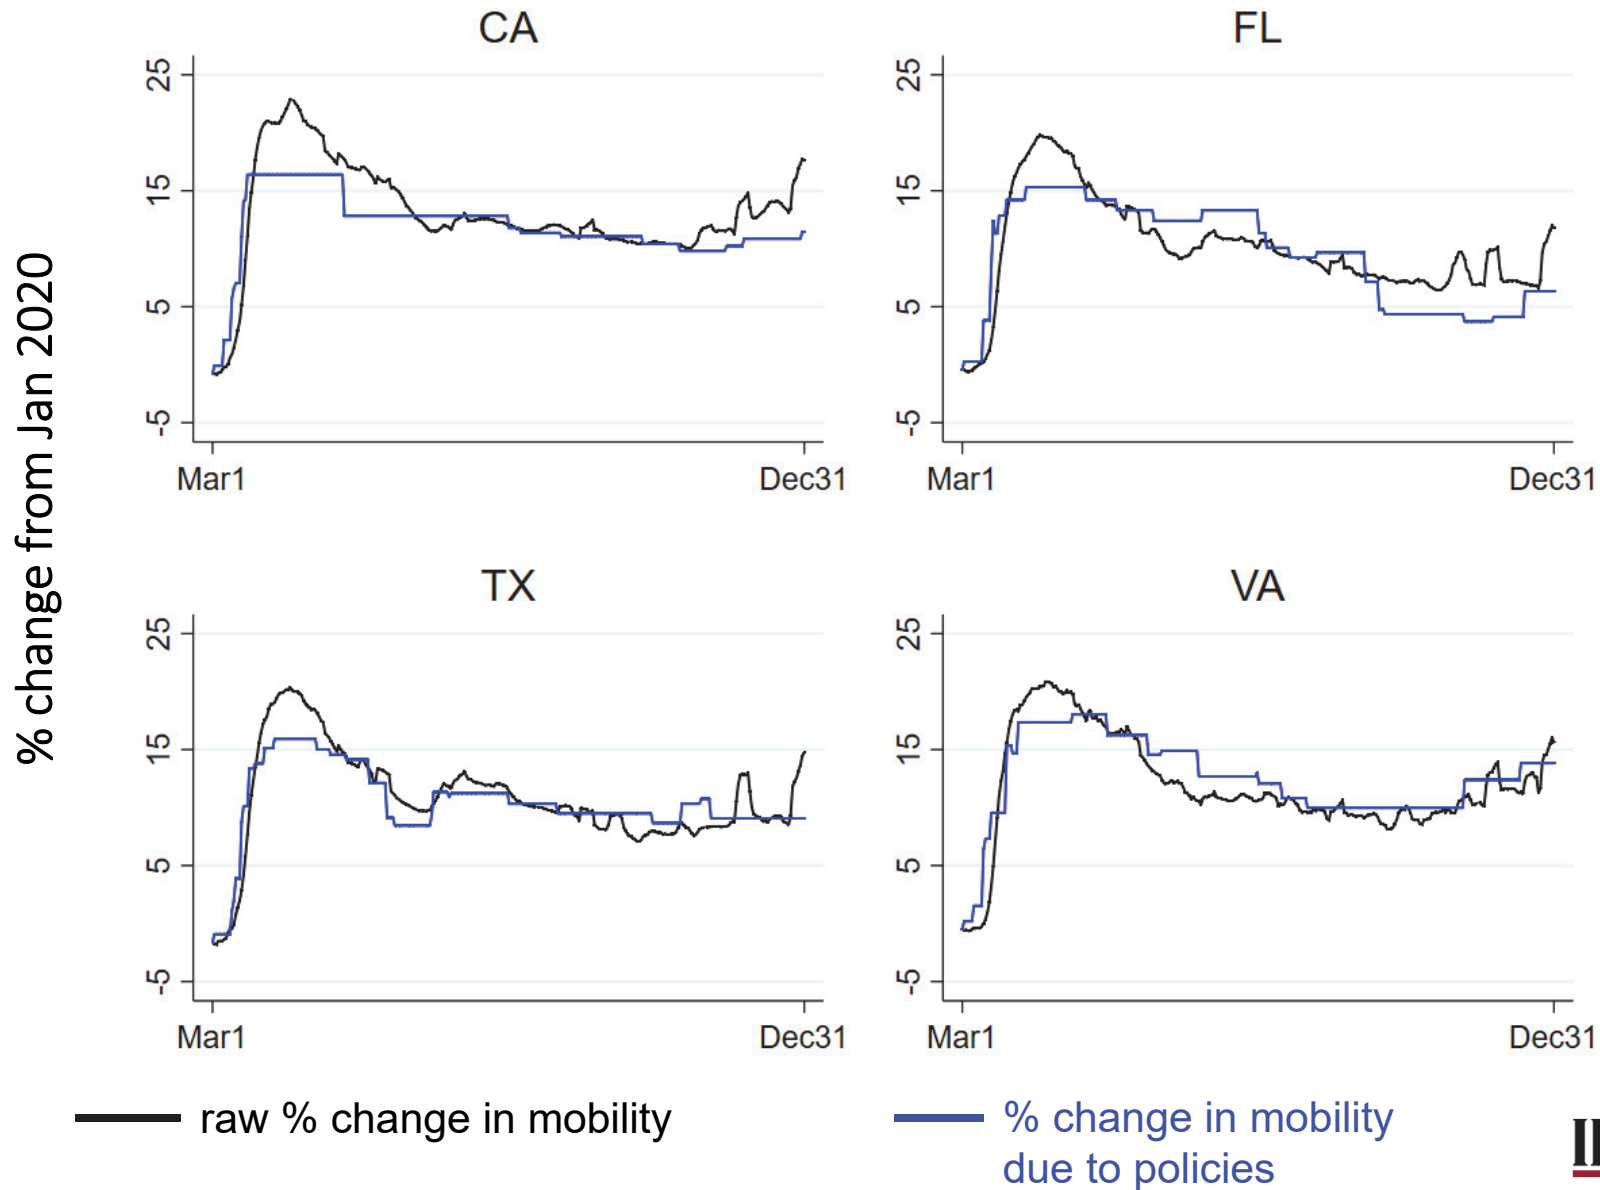 % change from Jan 2020
CA
25
15
5
-5
Mar1
Dec31
FL
25
15
5
-5
Mar1
Dec31
TX
25
15
5
-5
Mar1
Dec31
VA
25
15
5
-5
Mar1
Dec31
raw % change in mobility
% change in mobility
due to policies